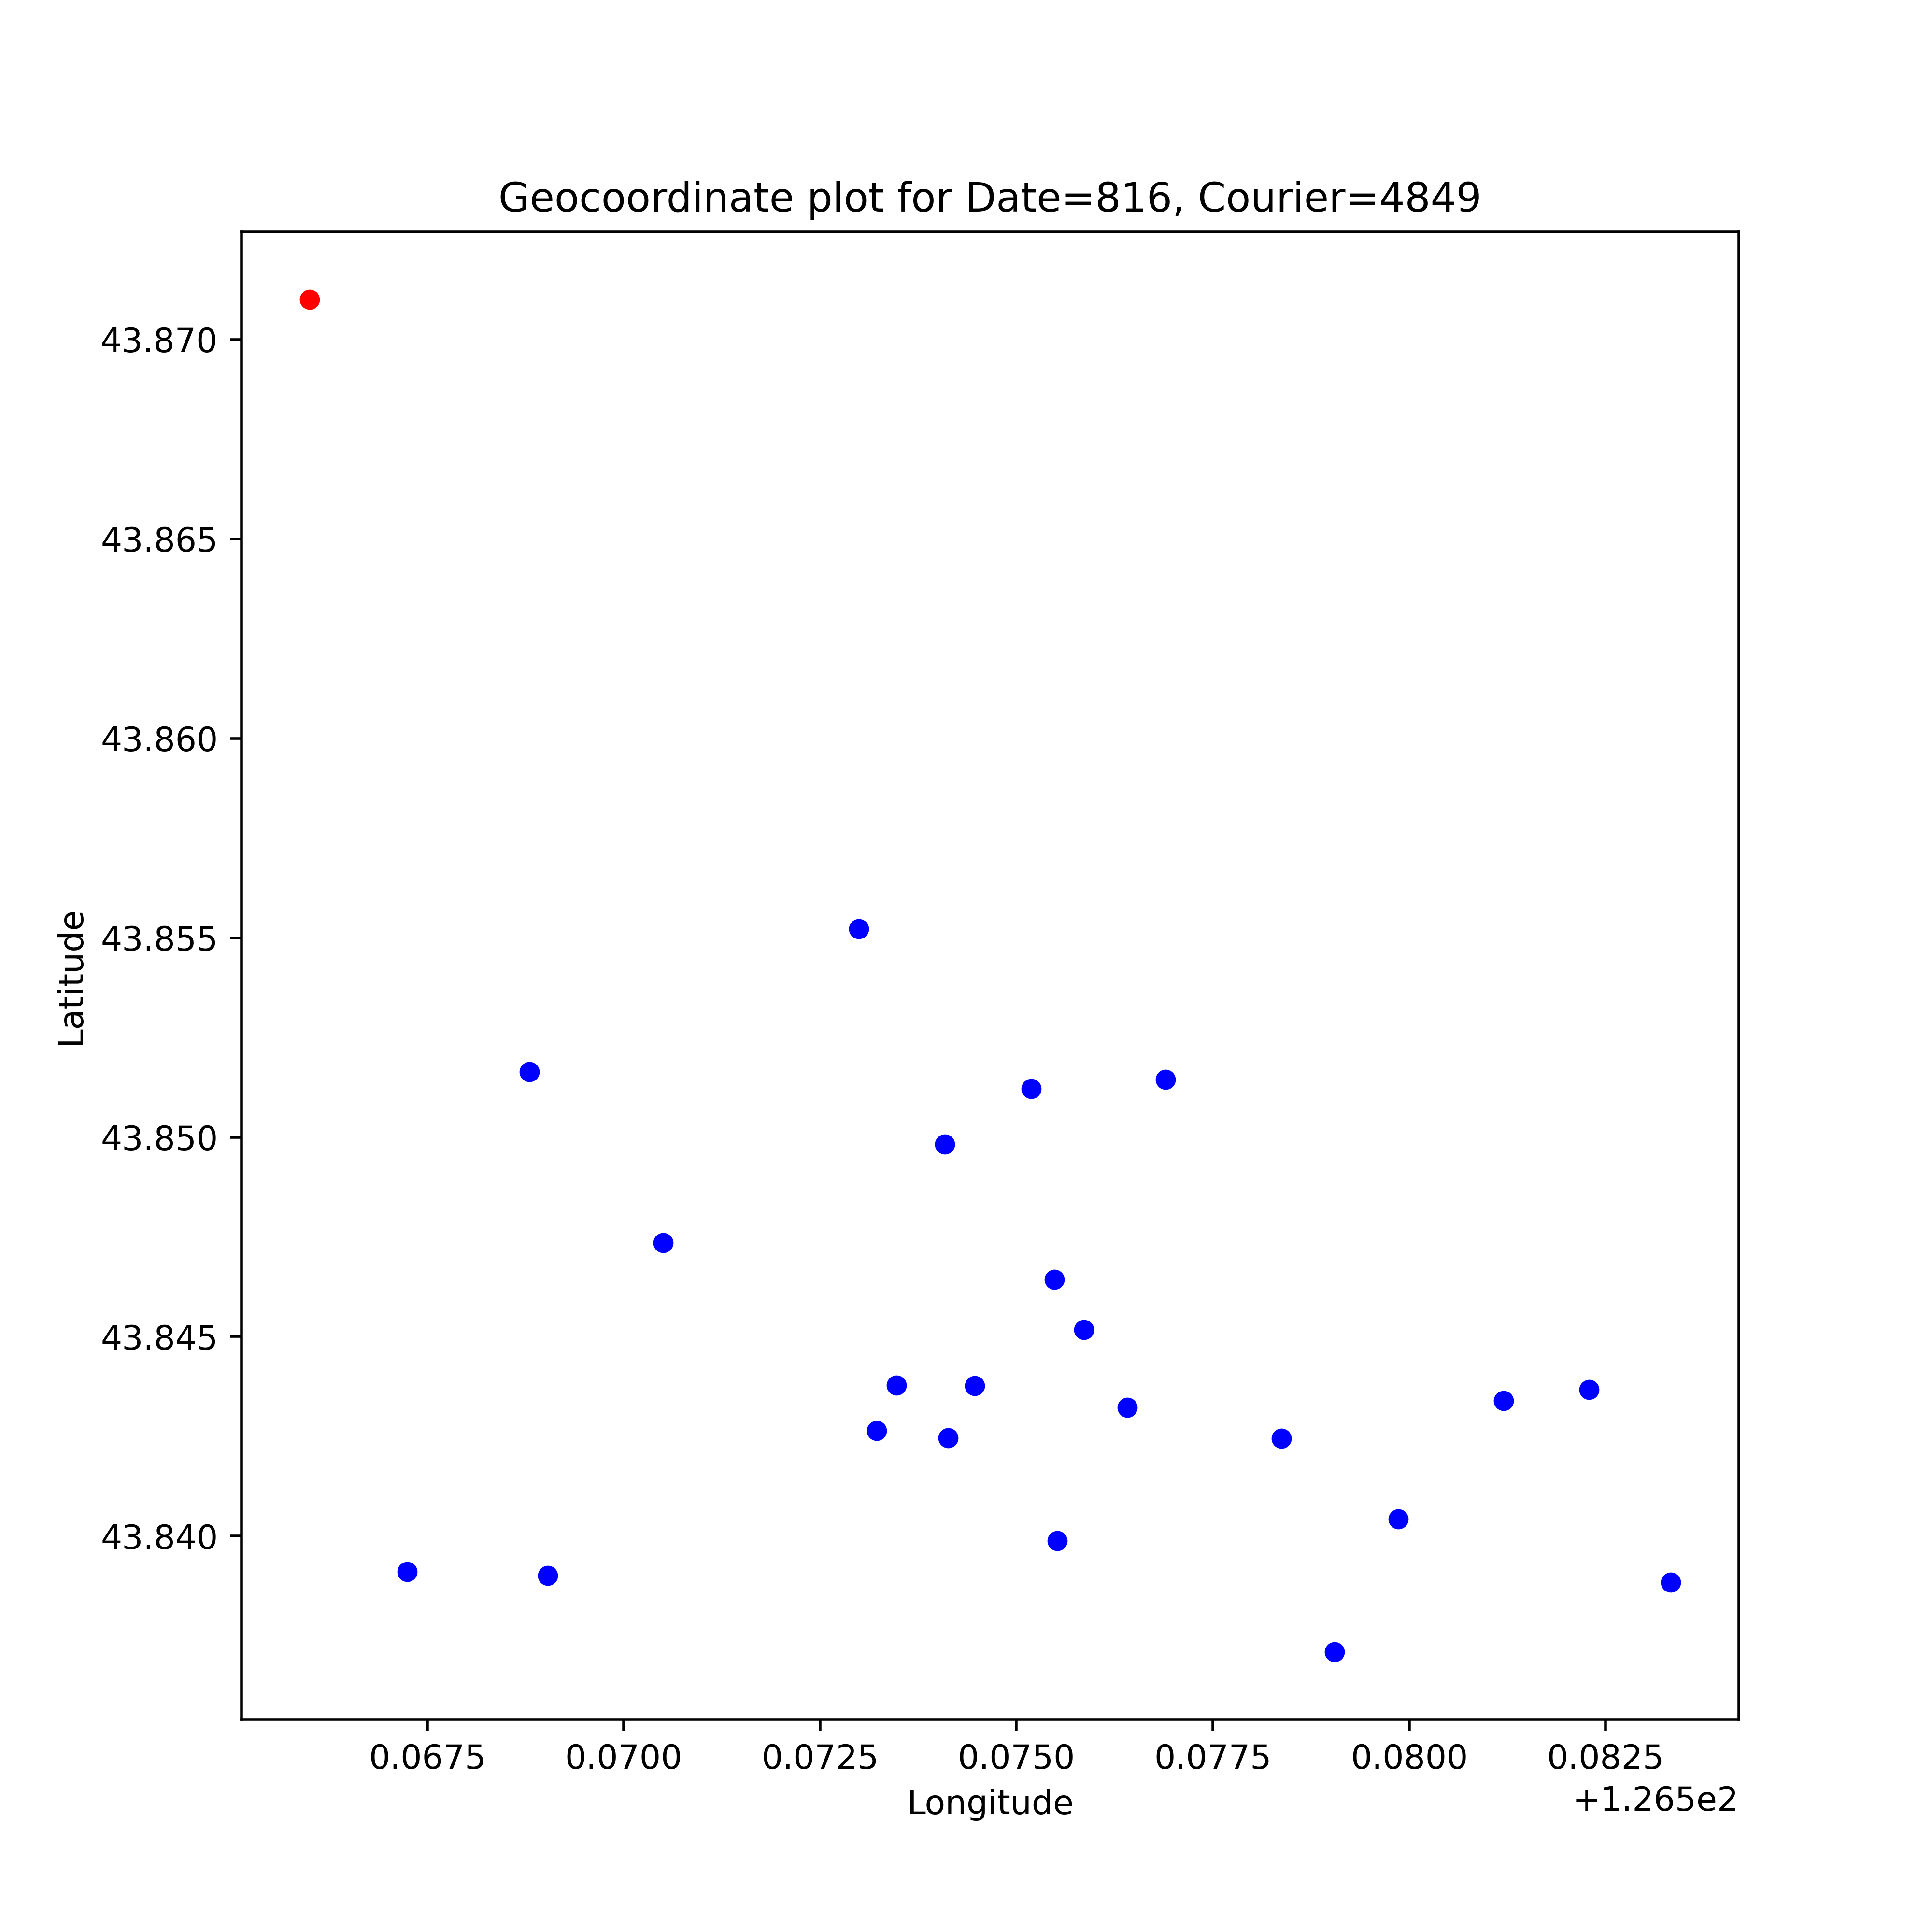 Geocoordinate plot for Date=816, Courier=4849
43.870
43.865
43.860
43.855
43.850
43.845
43.840
Latitude
0.0675 0.0700 0.0725 0.0750 0.0775 0.0800 0.0825
+1.265e2
Longitude